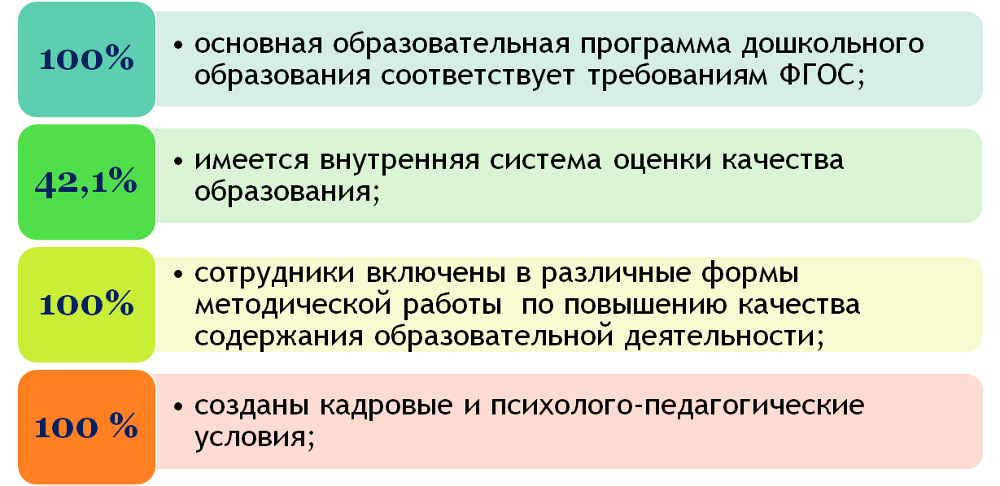 100%
• основная образовательная программа дошкольного
образования соответствует требованиям ФГОС;
42,1%
• имеется внутренняя система оценки качества
образования;
100%
• сотрудники включены в различные формы
методической работы  по повышению качества
содержания образовательной деятельности;
100 %
• созданы кадровые и психолого-педагогические
условия;